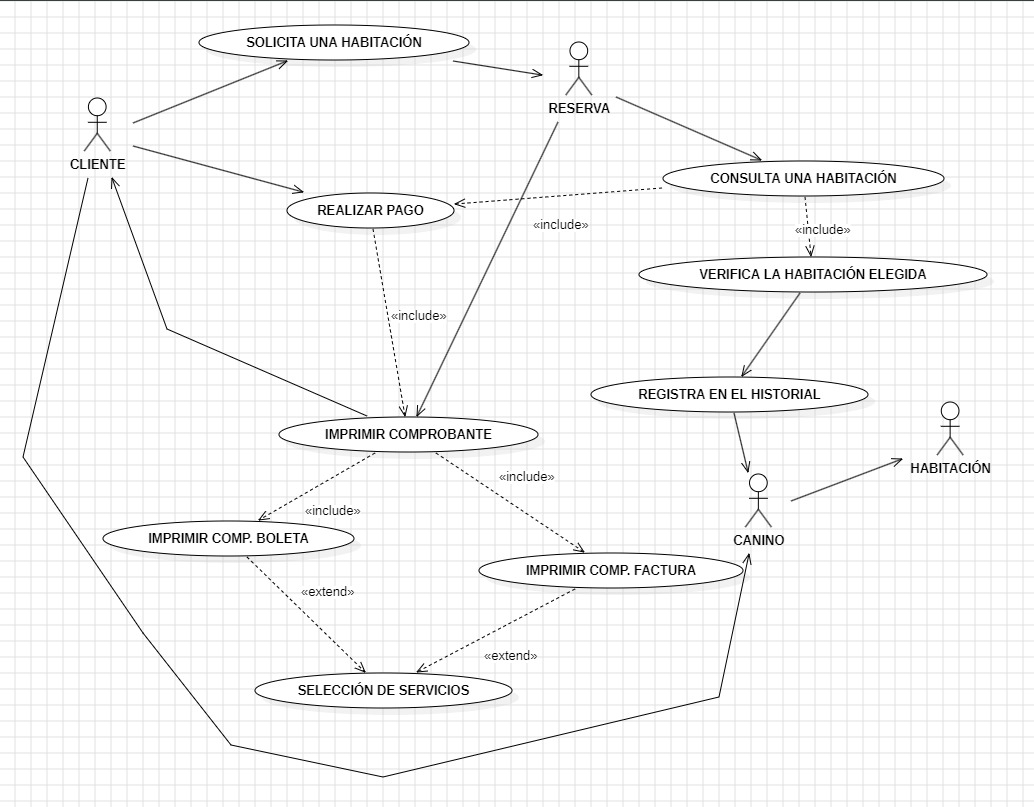 SOLICITA UNA HABITACIÓN
RESERVA
CLIENTE
CONSULTA UNA HABITACIÓN
REALIZAR PAGO
«include»
«include»
VERIFICA LA HABITACIÓN ELEGIDA
«include»
REGISTRA EN EL HISTORIAL
IMPRIMIR COMPROBANTE
HABITACIÓN
«include»
«include»
IMPRIMIR COMP. BOLETA
CANINO
IMPRIMIR COMP. FACTURA
«extend»
«extend»
SELECCIÓN DE SERVICIOS